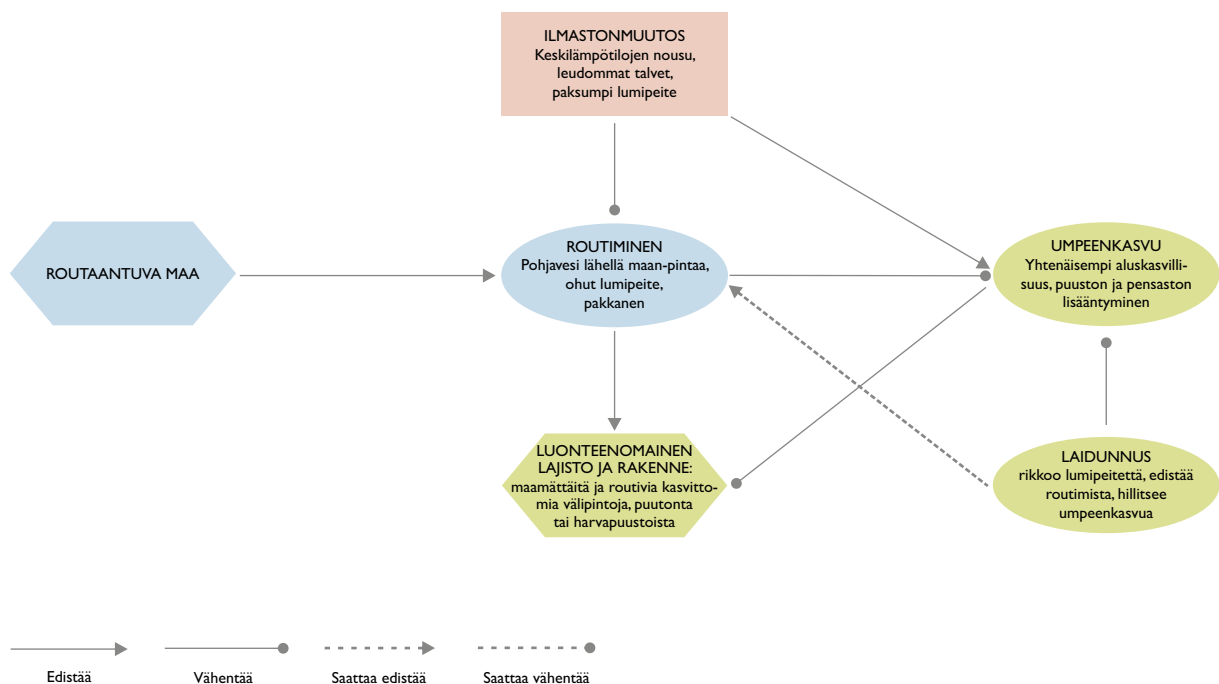 ILMASTONMUUTOS
Keskilämpötilojen nousu,
leudommat talvet,
paksumpi lumipeite
ROUTAANTUVA MAA
ROUTIMINEN
Pohjavesi lähellä maan-pintaa,
ohut lumipeite,
pakkanen
UMPEENKASVU
Yhtenäisempi aluskasvilli-
suus, puuston ja pensaston
lisääntyminen
LUONTEENOMAINEN
LAJISTO JA RAKENNE:
maamättäitä ja routivia kasvitto-
mia välipintoja, puutonta
tai harvapuustoista
LAIDUNNUS
rikkoo lumipeitettä, edistää
routimista, hillitsee
umpeenkasvua
Edistää
Vähentää
Saattaa edistää
Saattaa vähentää